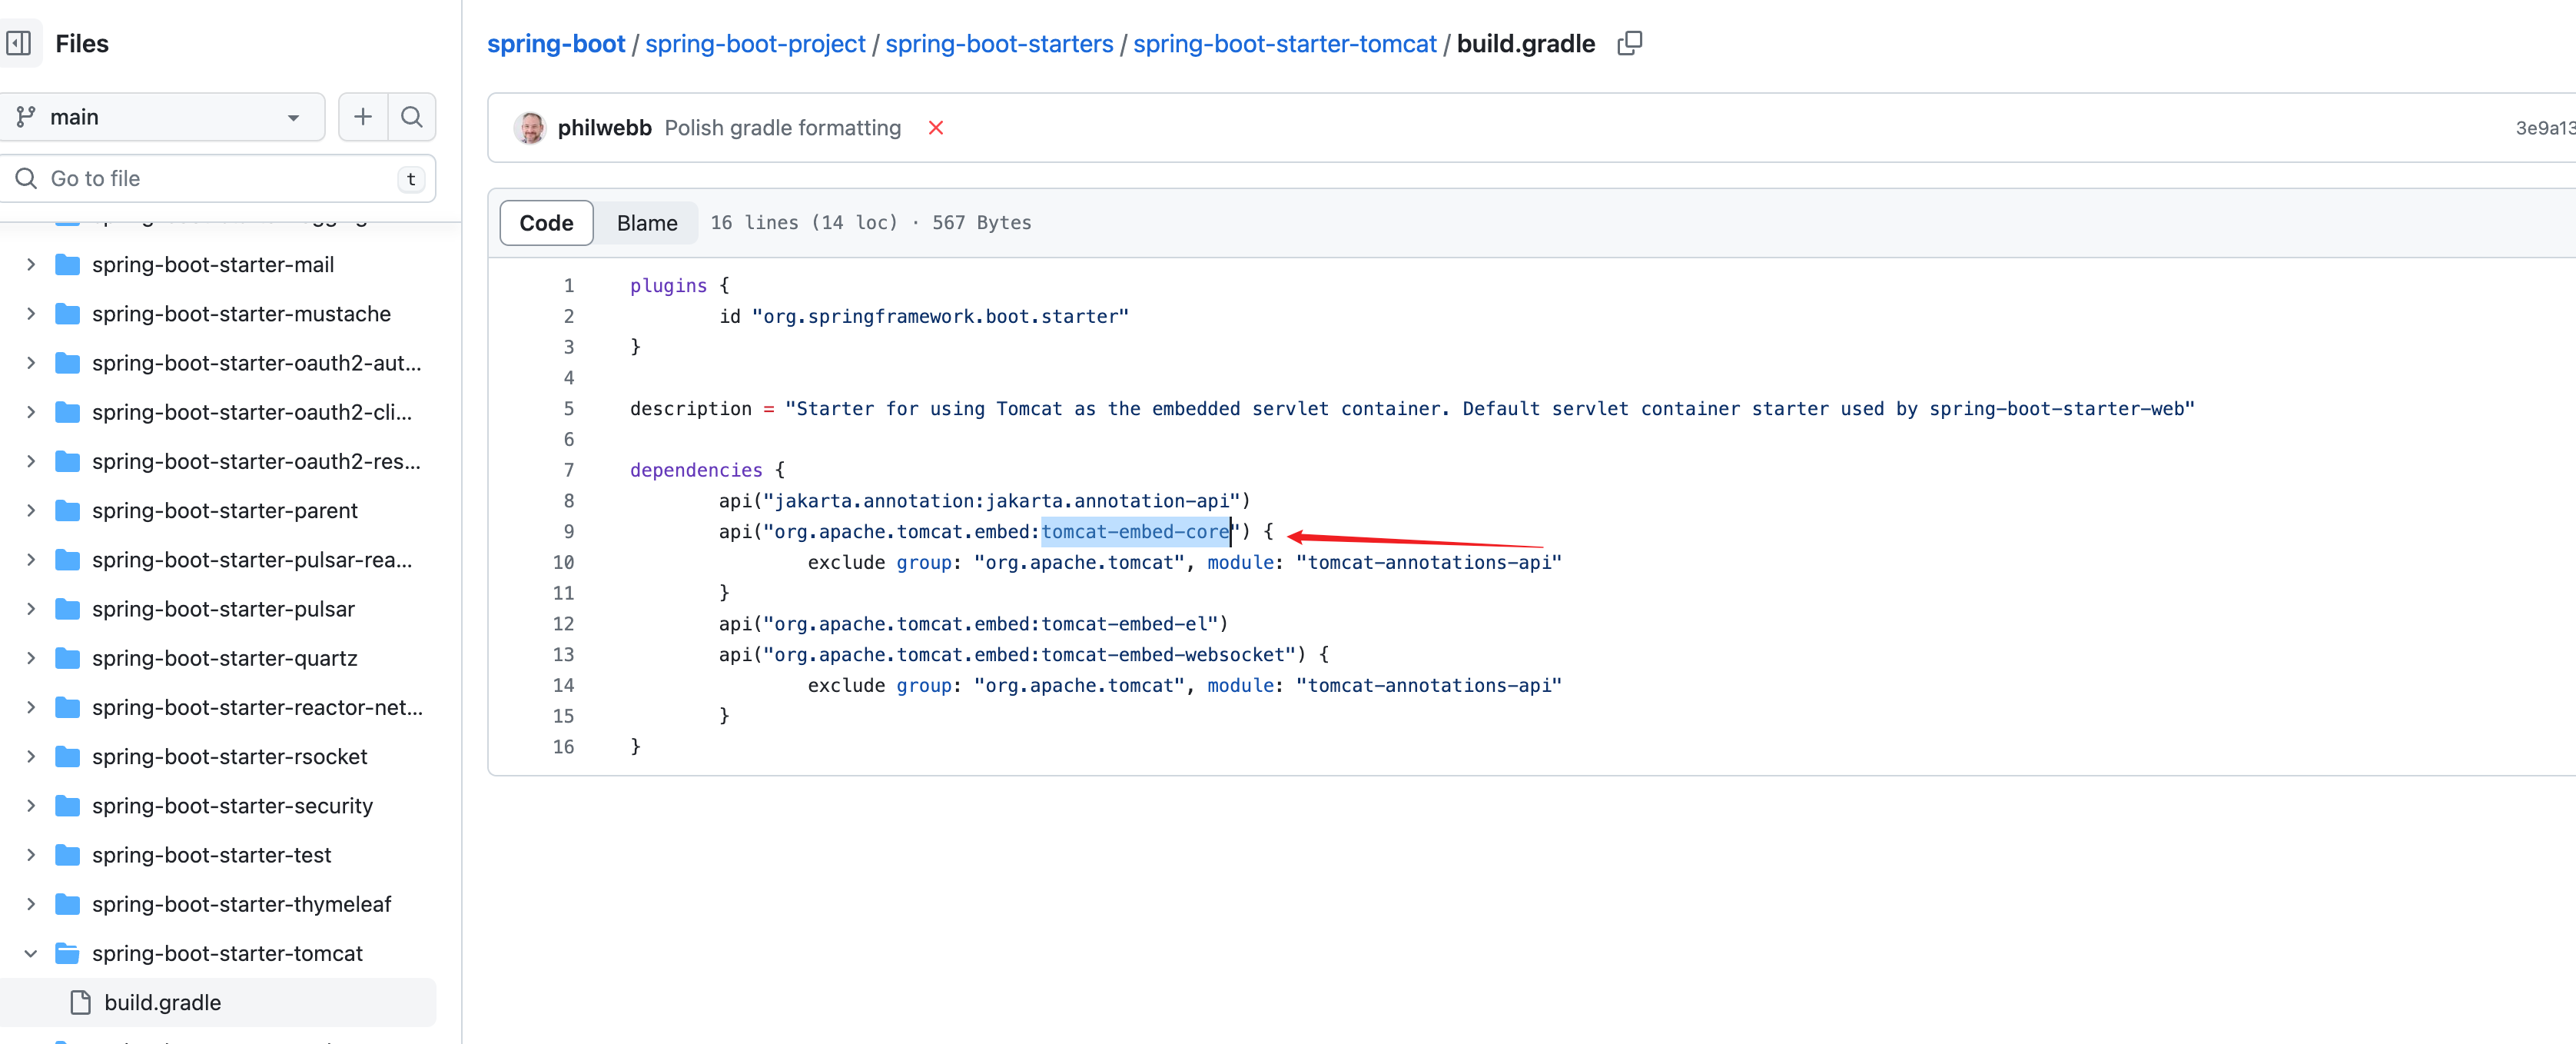 Files
main
Go to file
t
spring-boot-starter-mail
spring-boot-starter-mustache
spring-boot-starter-oauth2-aut...
spring-boot-starter-oauth2-cli...
spring-boot-starter-oauth2-res...
spring-boot-starter-parent
spring-boot-starter-pulsar-rea...
spring-boot-starter-pulsar
spring-boot-starter-quartz
spring-boot-starter-reactor-net...
spring-boot-starter-rsocket
spring-boot-starter-security
spring-boot-starter-test
spring-boot-starter-thymeleaf
spring-boot-starter-tomcat
build.gradle
spring-boot / spring-boot-project / spring-boot-starters / spring-boot-starter-tomcat / build.gradle
philwebb Polish gradle formatting 3e9a13
Code Blame 16 lines (14 loc) · 567 Bytes
1 plugins {
2 id "org.springframework.boot.starter"
3 }
4
5 description = "Starter for using Tomcat as the embedded servlet container. Default servlet container starter used by spring-boot-starter-web"
6
7 dependencies {
8 api("jakarta.annotation:jakarta.annotation-api")
9 api("org.apache.tomcat.embed:tomcat-embed-core") {
10 exclude group: "org.apache.tomcat", module: "tomcat-annotations-api"
11 }
12 api("org.apache.tomcat.embed:tomcat-embed-el")
13 api("org.apache.tomcat.embed:tomcat-embed-websocket") {
14 exclude group: "org.apache.tomcat", module: "tomcat-annotations-api"
15 }
16 }